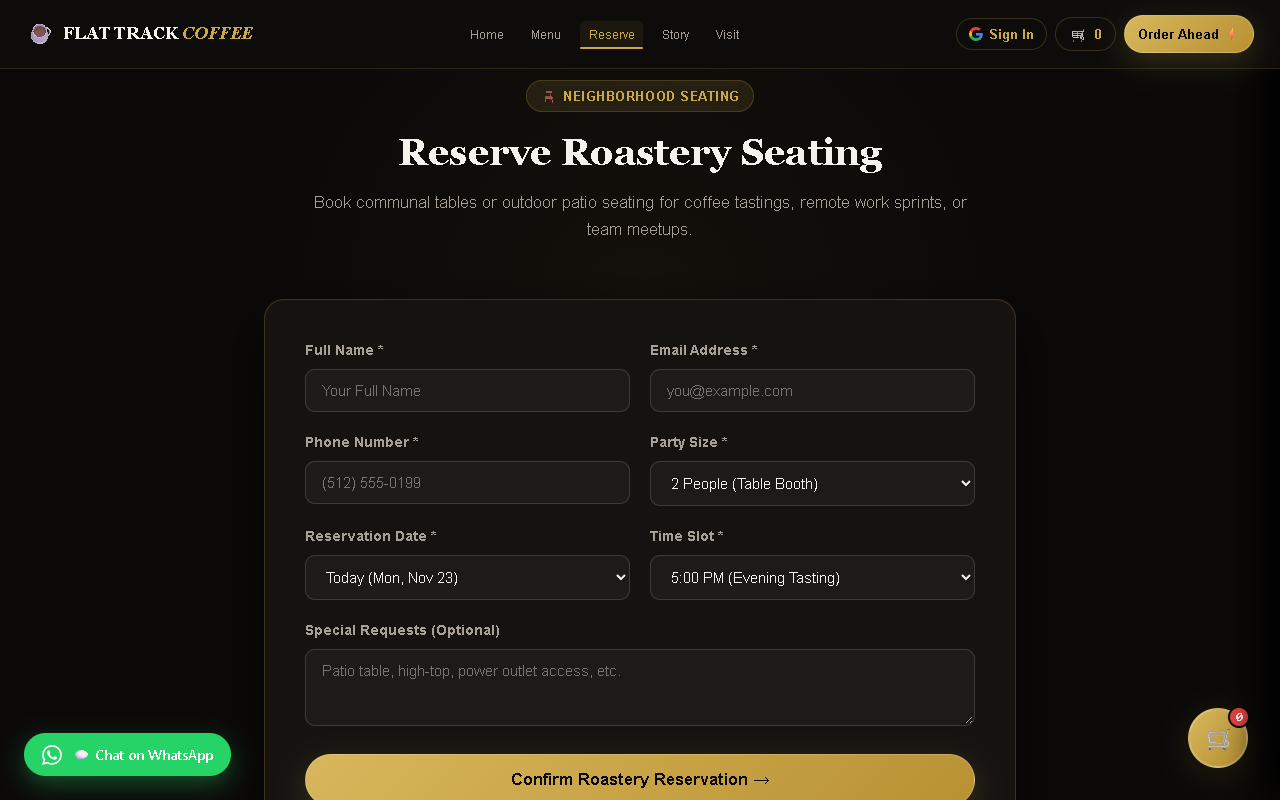 FLAT TRACK COFFEE
Home
Menu
Reserve
Story
Visit
Sign In
0
Order Ahead
NEIGHBORHOOD SEATING
Reserve Roastery Seating
Book communal tables or outdoor patio seating for coffee tastings, remote work sprints, or
team meetups.
Full Name *
Email Address *
Your Full Name
you@example.com
Phone Number *
Party Size *
(512) 555-0199
2 People (Table Booth)
Reservation Date *
Time Slot *
Today (Mon, Nov 23)
5:00 PM (Evening Tasting)
Special Requests (Optional)
Patio table, high-top, power outlet access, etc.
Chat on WhatsApp
0
Confirm Roastery Reservation →